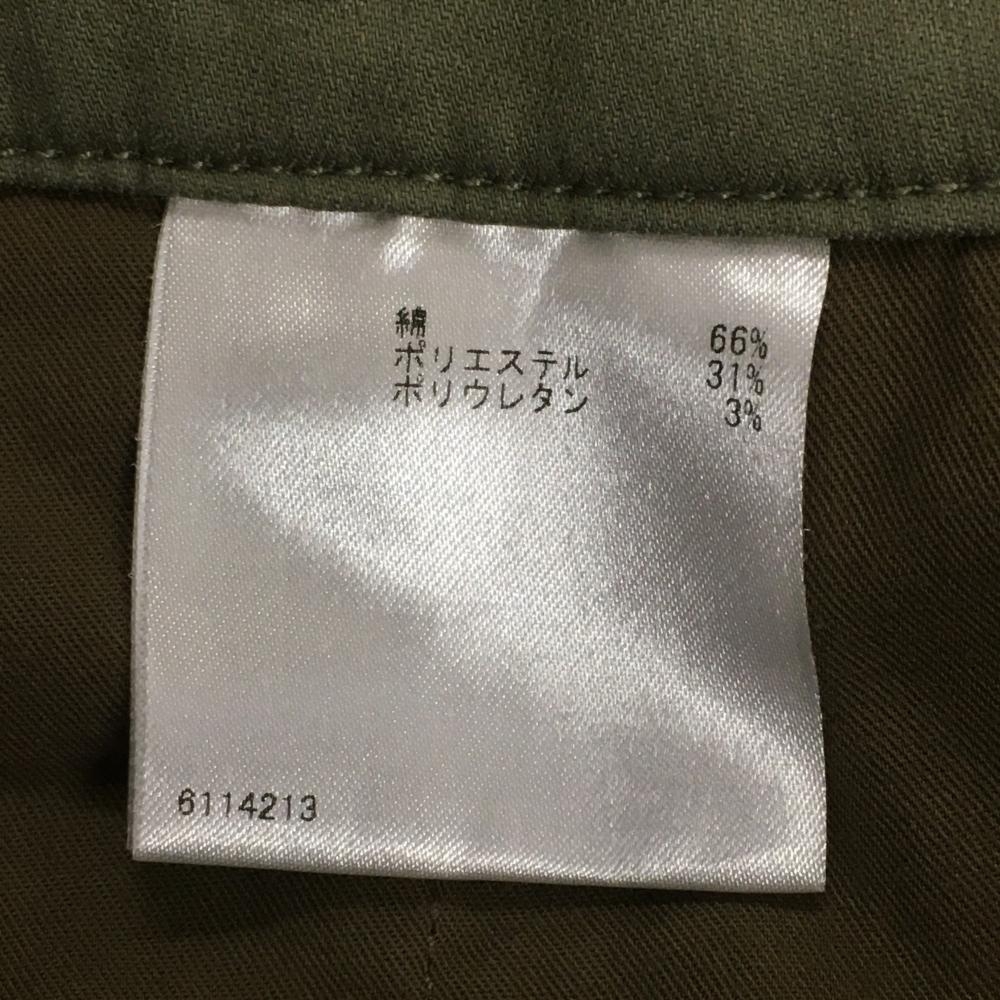 綿 66%
ポリエステル 31%
ポリウレタン 3%
6114213